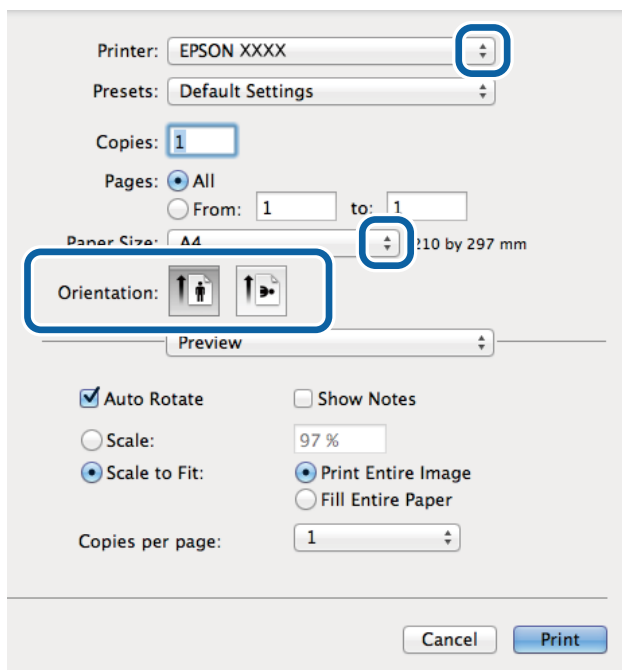 Printer: EPSON XXXX
Presets: Default Settings
Copies: 1
Pages: All
From: 1 to: 1
Paper Size: A4 210 by 297 mm
Orientation:
Preview
Auto Rotate Show Notes
Scale: 97 %
Scale to Fit: Print Entire Image
Fill Entire Paper
Copies per page: 1
Cancel Print